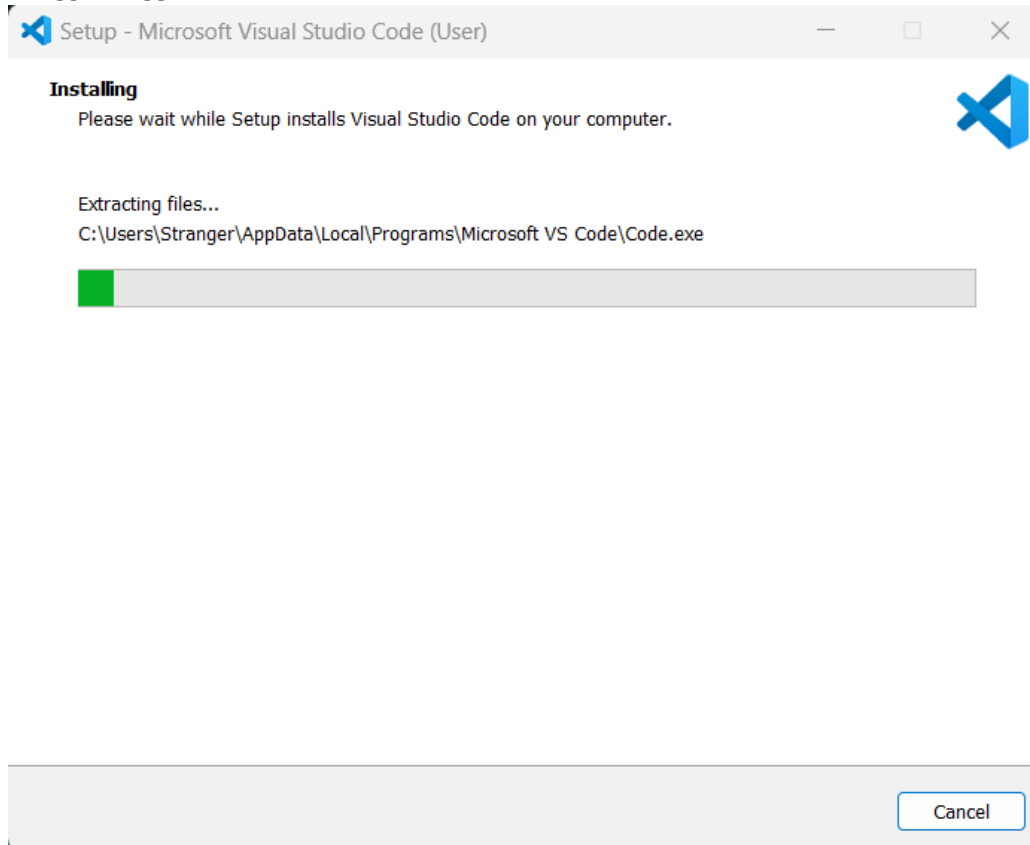 Setup - Microsoft Visual Studio Code (User)
Installing
Please wait while Setup installs Visual Studio Code on your computer.
Extracting files...
C:\Users\Stranger\AppData\Local\Programs\Microsoft VS Code\Code.exe
Cancel